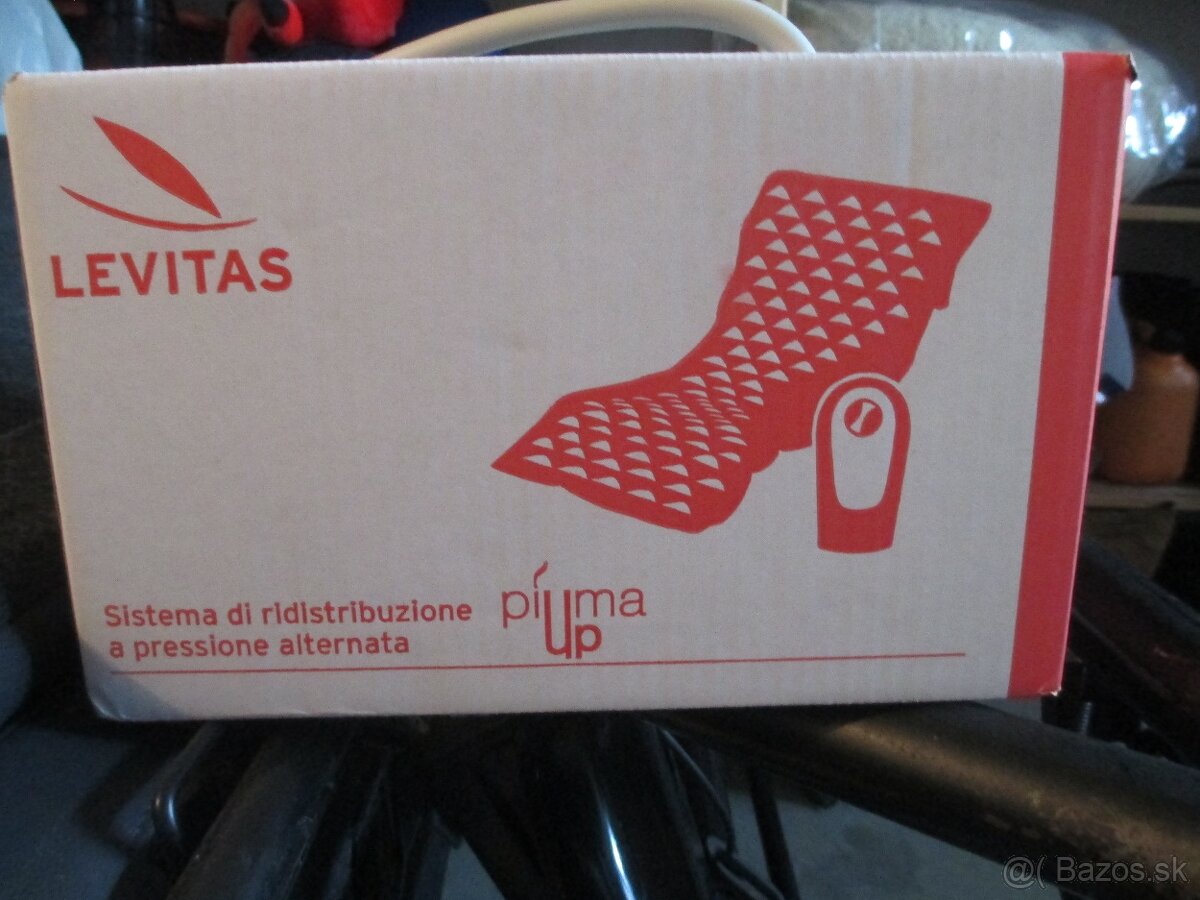 LEVITAS
Sistema di ridistribuzione
a pressione alternata
piuma
up
@( Bazos.sk